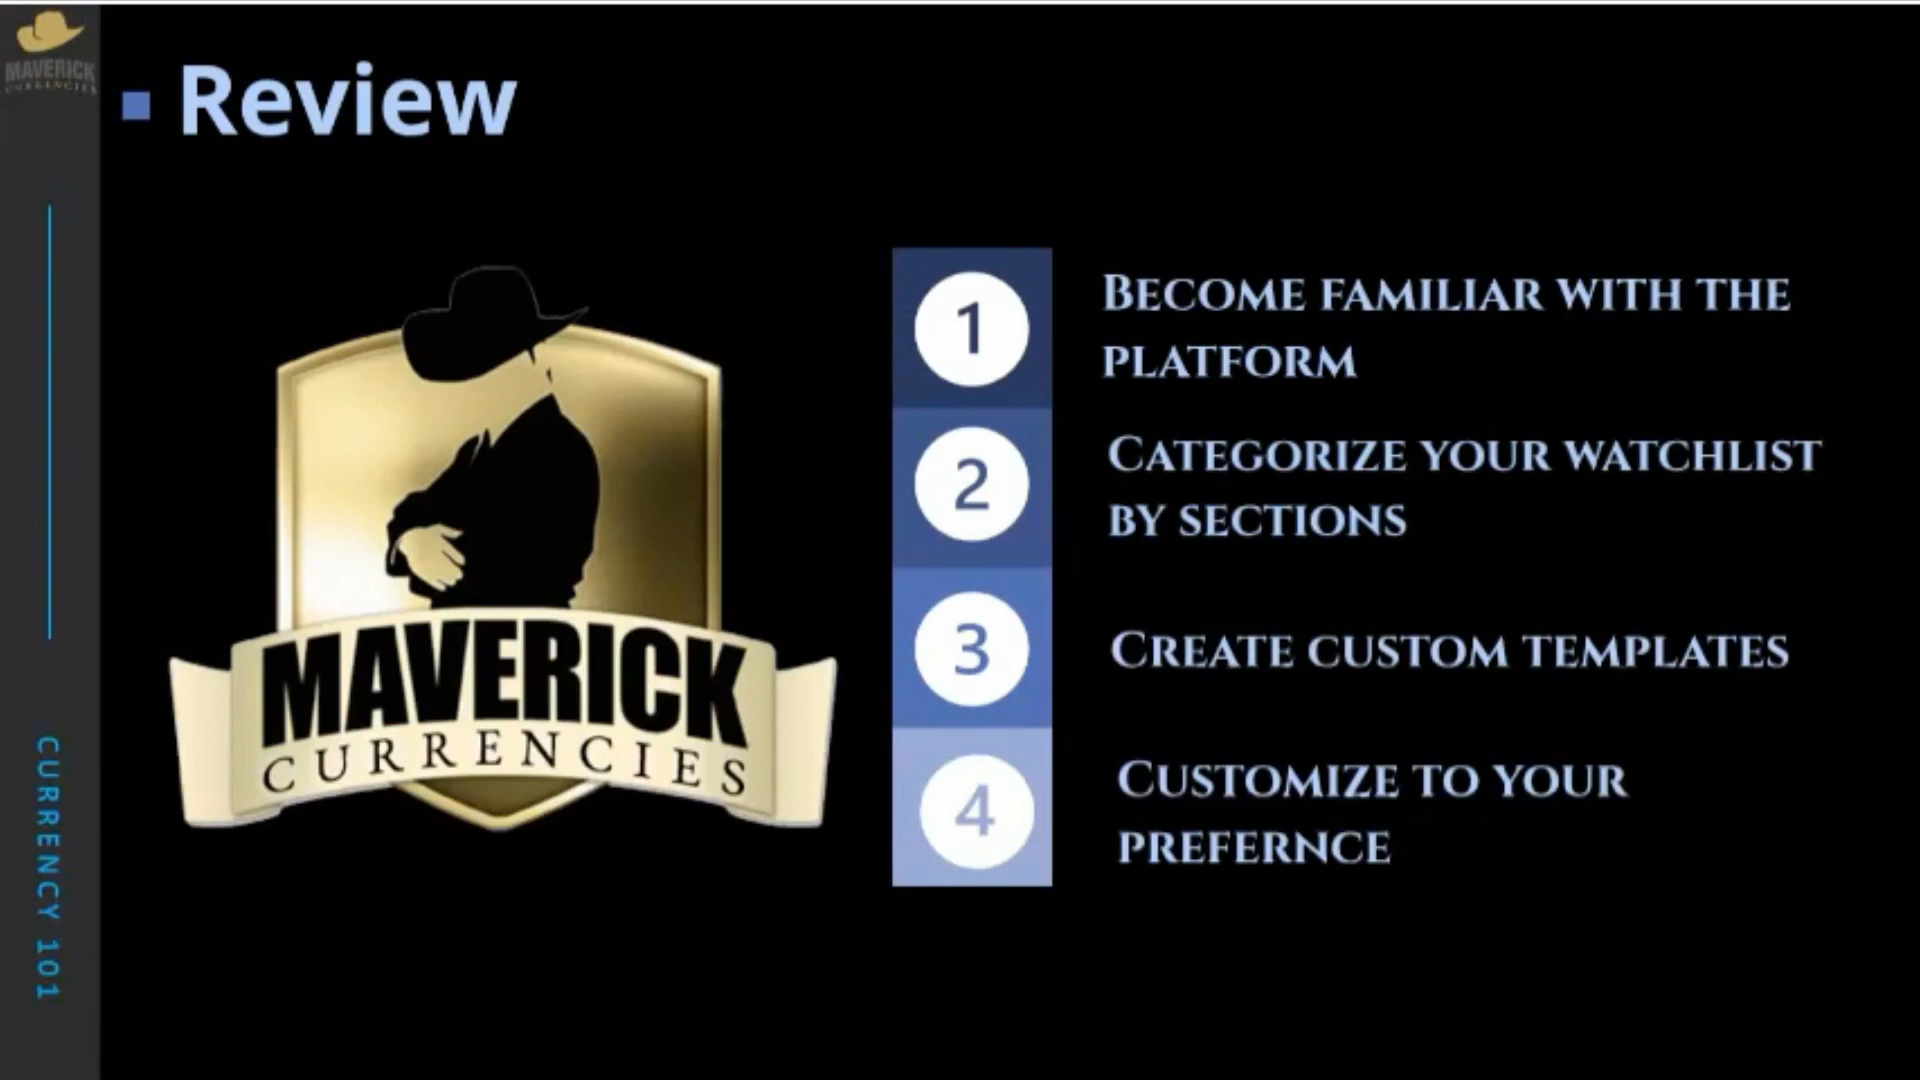 MAVERICK
CURRENCIES
Review
MAVERICK
CURRENCIES
1
BECOME FAMILIAR WITH THE
PLATFORM
2
CATEGORIZE YOUR WATCHLIST
BY SECTIONS
3
CREATE CUSTOM TEMPLATES
4
CUSTOMIZE TO YOUR
PREFERNCE
CURRENCY 101